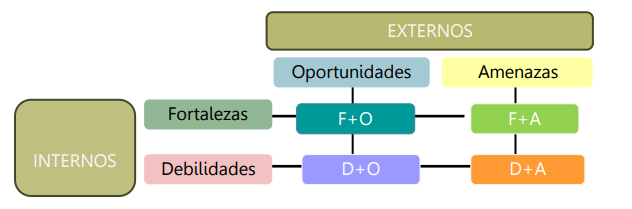 EXTERNOS
Oportunidades Amenazas
Fortalezas F+O F+A
INTERNOS
Debilidades D+O D+A